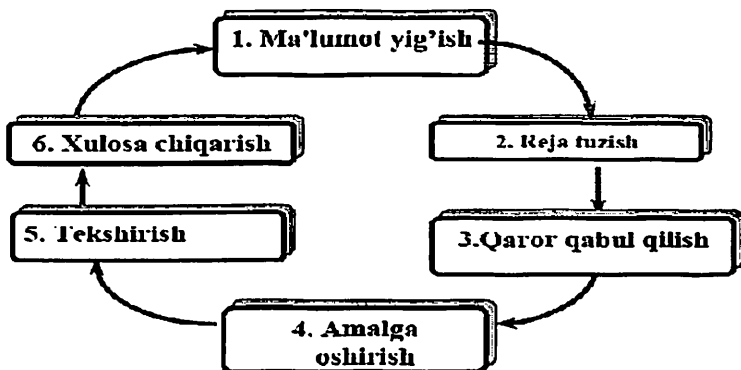 1. Ma'lumot yig’ish
2. Reja tuzish
3.Qaror qabul qilish
4. Amalga
oshirish
5. Tekshirish
6. Xulosa chiqarish